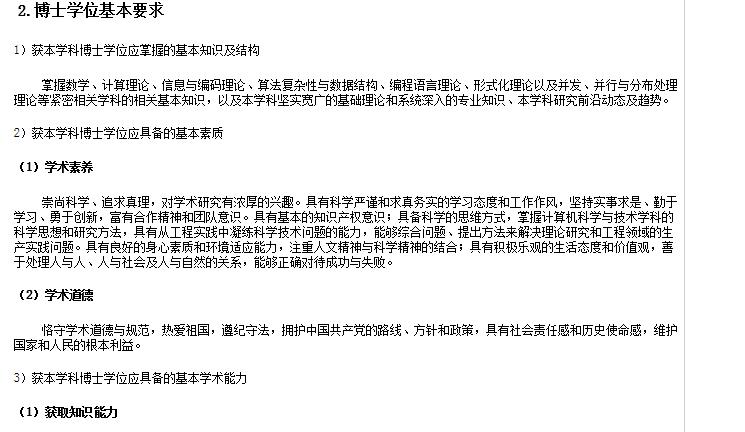 2.博士学位基本要求
1）获本学科博士学位应掌握的基本知识及结构
掌握数学、计算理论、信息与编码理论、算法复杂性与数据结构、编程语言理论、形式化理论以及并发、并行与分布处理
理论等紧密相关学科的相关基本知识，以及本学科坚实宽广的基础理论和系统深入的专业知识、本学科研究前沿动态及趋势。
2）获本学科博士学位应具备的基本素质
（1）学术素养
崇尚科学、追求真理，对学术研究有浓厚的兴趣。具有科学严谨和求真务实的学习态度和工作作风，坚持实事求是、勤于
学习、勇于创新，富有合作精神和团队意识。具有基本的知识产权意识；具备科学的思维方式，掌握计算机科学与技术学科的
科学思想和研究方法，具有从工程实践中凝练科学技术问题的能力，能够综合问题、提出方法来解决理论研究和工程领域的生
产实践问题。具有良好的身心素质和环境适应能力，注重人文精神与科学精神的结合；具有积极乐观的生活态度和价值观，善
于处理人与人、人与社会及人与自然的关系，能够正确对待成功与失败。
（2）学术道德
恪守学术道德与规范，热爱祖国，遵纪守法，拥护中国共产党的路线、方针和政策，具有社会责任感和历史使命感，维护
国家和人民的根本利益。
3）获本学科博士学位应具备的基本学术能力
（1）获取知识能力